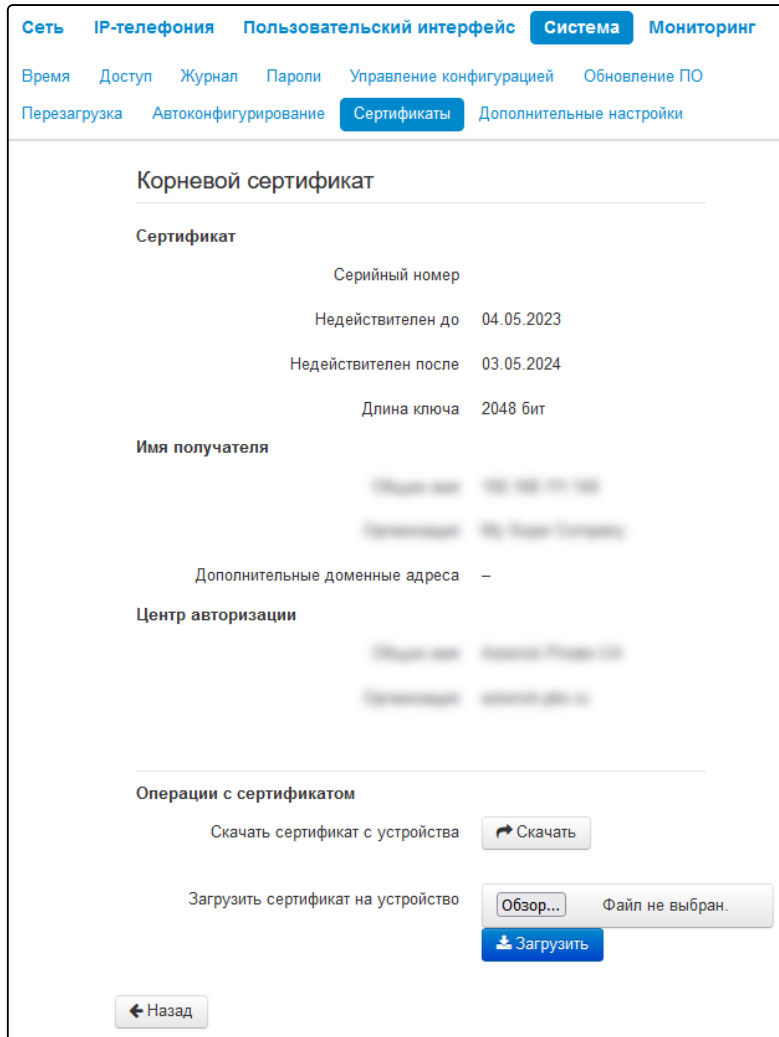 Сеть IP-телефония Пользовательский интерфейс Система Мониторинг
Время Доступ Журнал Пароли Управление конфигурацией Обновление ПО
Перезагрузка Автоконфигурирование Сертификаты Дополнительные настройки
Корневой сертификат
Сертификат
Серийный номер
Недействителен до 04.05.2023
Недействителен после 03.05.2024
Длина ключа 2048 бит
Имя получателя
Дополнительные доменные адреса –
Центр авторизации
Операции с сертификатом
Скачать сертификат с устройства Скачать
Загрузить сертификат на устройство Обзор... Файл не выбран.
Загрузить
Назад